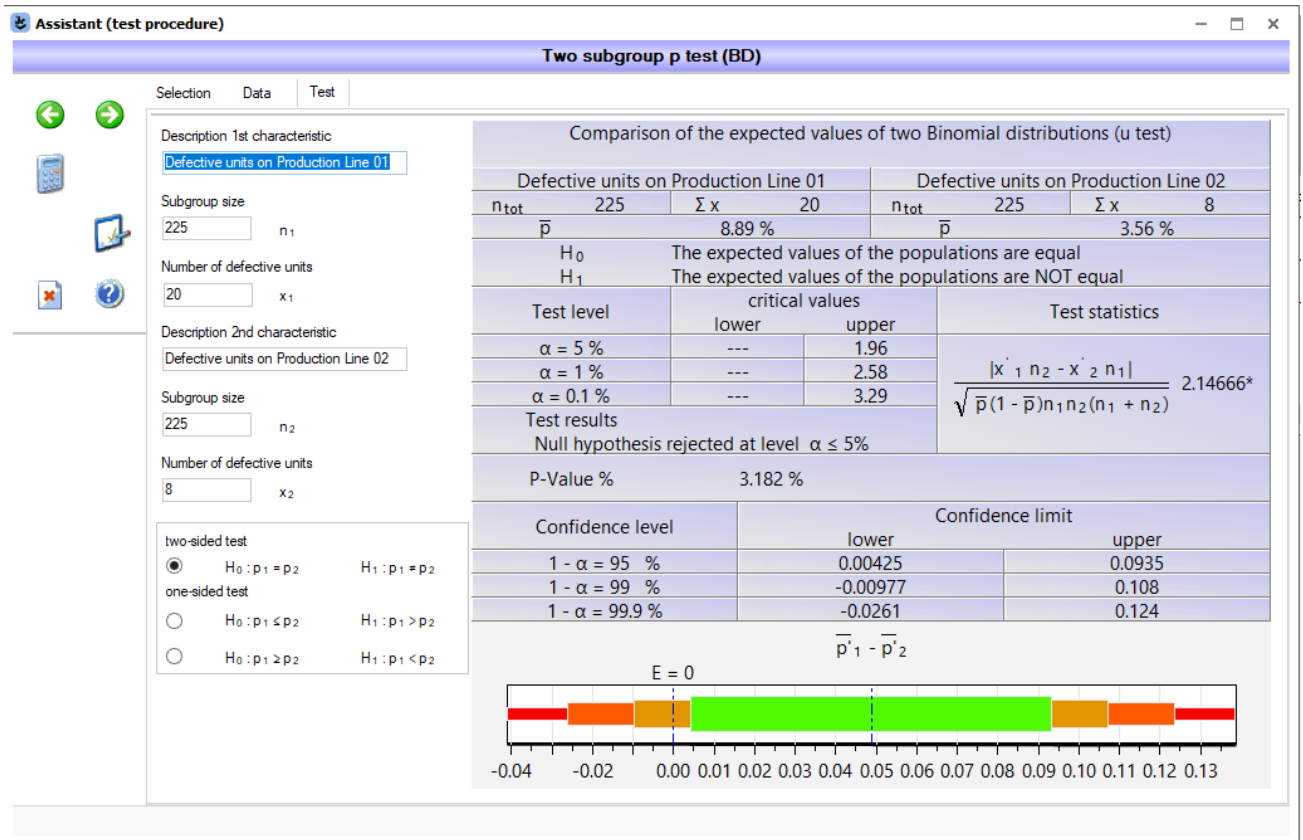 Assistant (test procedure)
Two subgroup p test (BD)
Selection Data Test
Description 1st characteristic
Defective units on Production Line 01
Subgroup size
225 n1
Number of defective units
20 x1
Description 2nd characteristic
Defective units on Production Line 02
Subgroup size
225 n2
Number of defective units
8 x2
two-sided test
H0 : p1 = p2 H1 : p1 ≠ p2
one-sided test
H0 : p1 ≤ p2 H1 : p1 > p2
H0 : p1 ≥ p2 H1 : p1 < p2
Comparison of the expected values of two Binomial distributions (u test)
Defective units on Production Line 01 Defective units on Production Line 02
ntot 225 Σ x 20 ntot 225 Σ x 8
p̅ 8.89 % p̅ 3.56 %
H0 The expected values of the populations are equal
H1 The expected values of the populations are NOT equal
Test level critical values Test statistics
lower upper
α = 5 % --- 1.96
α = 1 % --- 2.58
α = 0.1 % --- 3.29
|x˙1 n2 - x˙2 n1|
√p̅(1 - p̅)n1n2(n1 + n2) 2.14666*
Test results
Null hypothesis rejected at level α ≤ 5%
P-Value % 3.182 %
Confidence level Confidence limit
lower upper
1 - α = 95 % 0.00425 0.0935
1 - α = 99 % -0.00977 0.108
1 - α = 99.9 % -0.0261 0.124
p̅'1 - p̅'2
E = 0
-0.04 -0.02 0.00 0.01 0.02 0.03 0.04 0.05 0.06 0.07 0.08 0.09 0.10 0.11 0.12 0.13